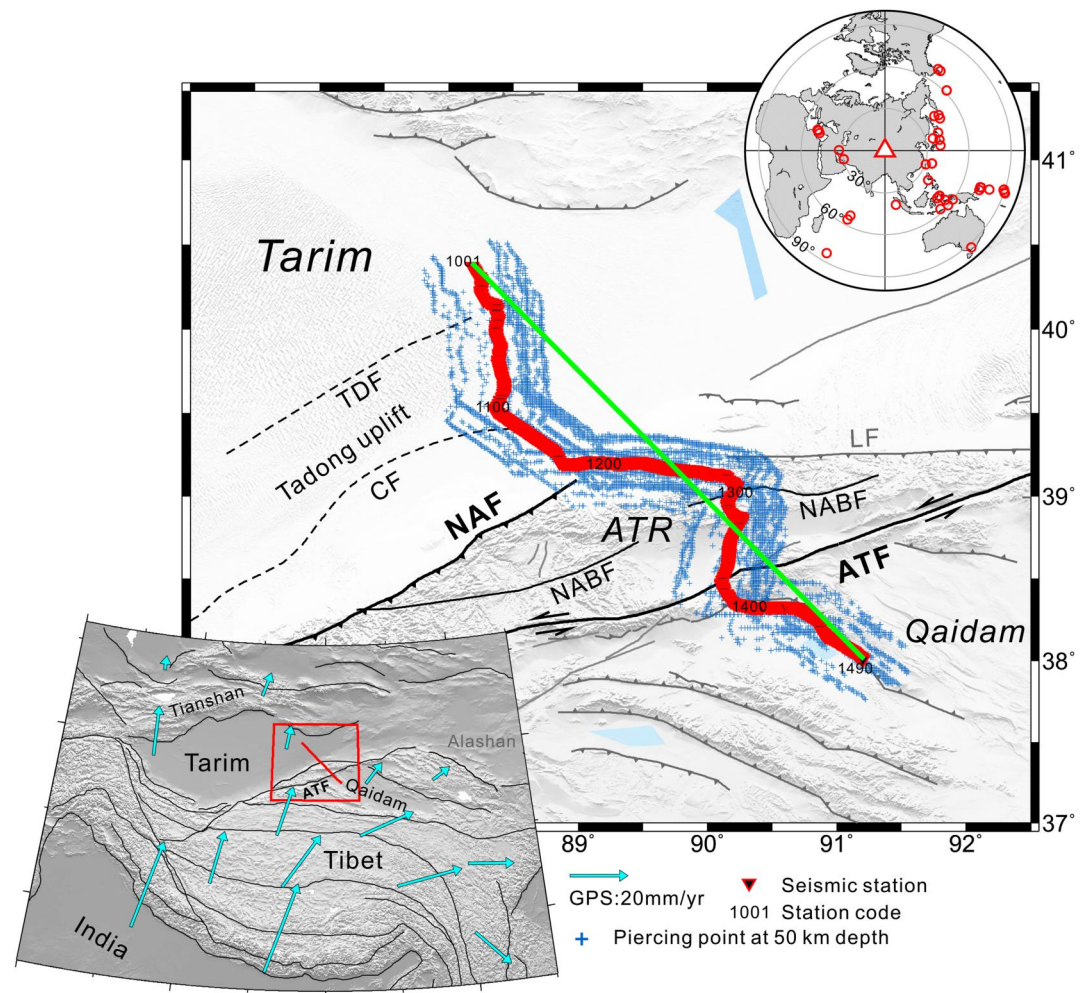 30°
60°
90°
41°
Tarim
1001
40°
TDF
Tadong uplift
CF
1100
1200
LF
1300
NABF
39°
NAF
ATR
NABF
ATF
1400
Qaidam
1490
38°
37°
89°
90°
91°
92°
Tianshan
Tarim
Alashan
ATF
Qaidam
Tibet
India
GPS:20mm/yr
Seismic station
1001 Station code
Piercing point at 50 km depth